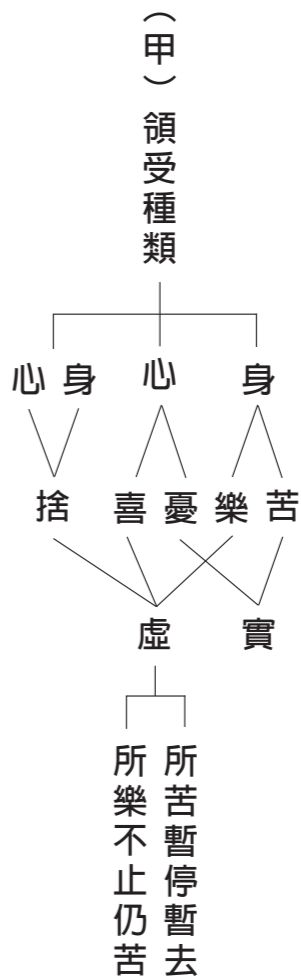 （甲）領受種類
身
心
身心
苦
樂
憂
喜
捨
實
虛
所苦暫停暫去
所樂不止仍苦